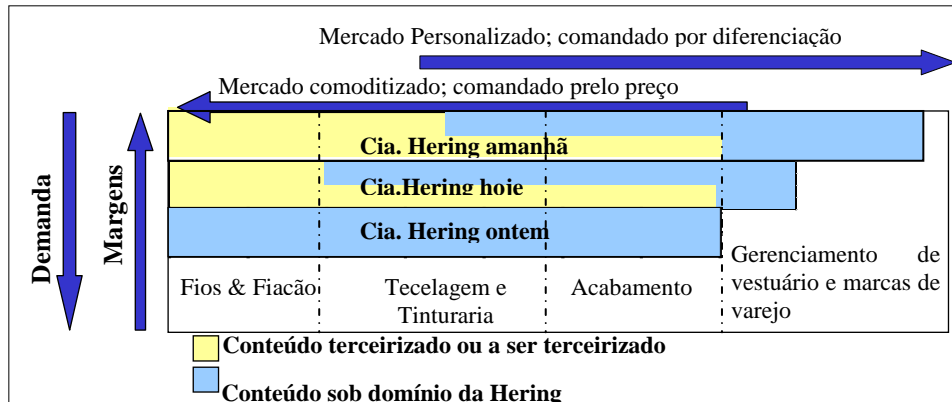 Mercado Personalizado; comandado por diferenciação
Mercado comoditizado; comandado prelo preço
Demanda
Margens
Cia. Hering amanhã
Cia.Hering hoie
Cia. Hering ontem
Fios & Fiacão
Tecelagem e
Tinturaria
Acabamento
Gerenciamento de
vestuário e marcas de
varejo
Conteúdo terceirizado ou a ser terceirizado
Conteúdo sob domínio da Hering